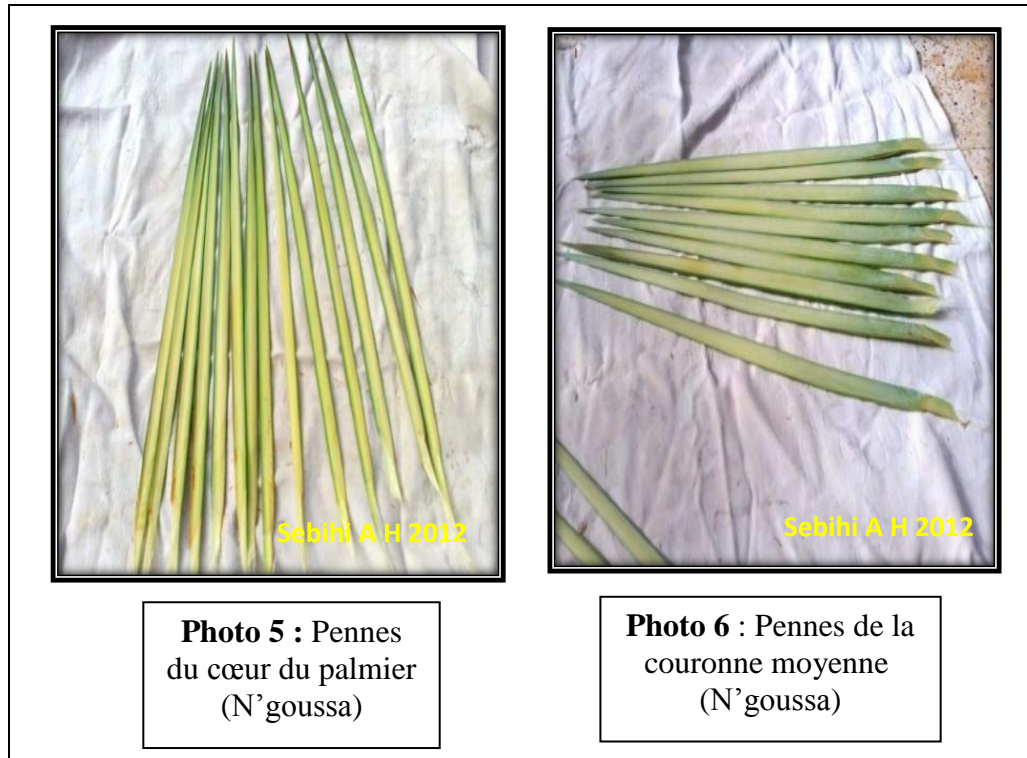 Sebihi A H 2012
Sebihi A H 2012
Photo 5 : Pennes
du cœur du palmier
(N’goussa)
Photo 6 : Pennes de la
couronne moyenne
(N’goussa)